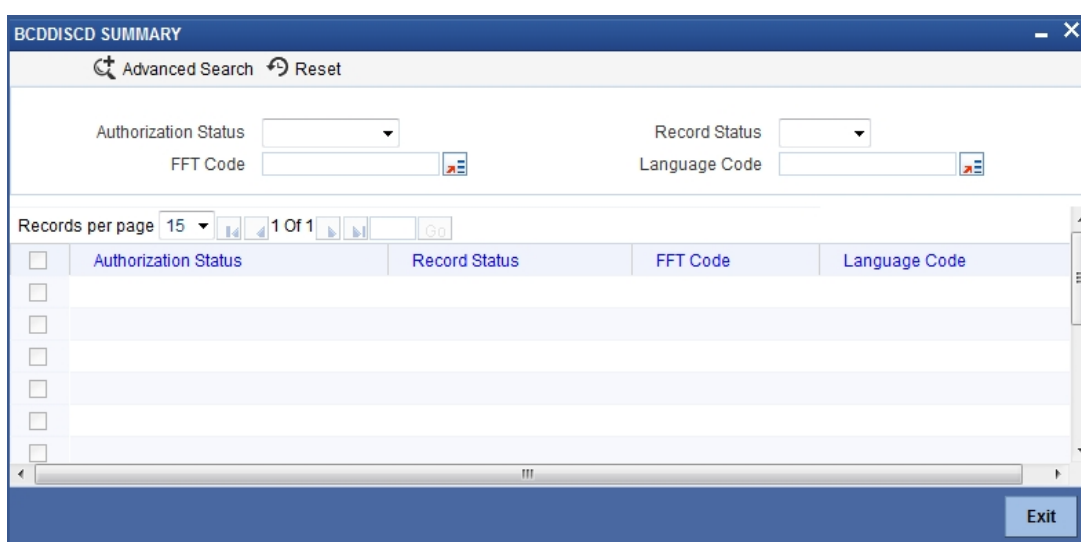 BCDDISCD SUMMARY
Advanced Search Reset
Authorization Status Record Status
FFT Code Language Code
Records per page 15 1 Of 1 Go
Authorization Status Record Status FFT Code Language Code
Exit